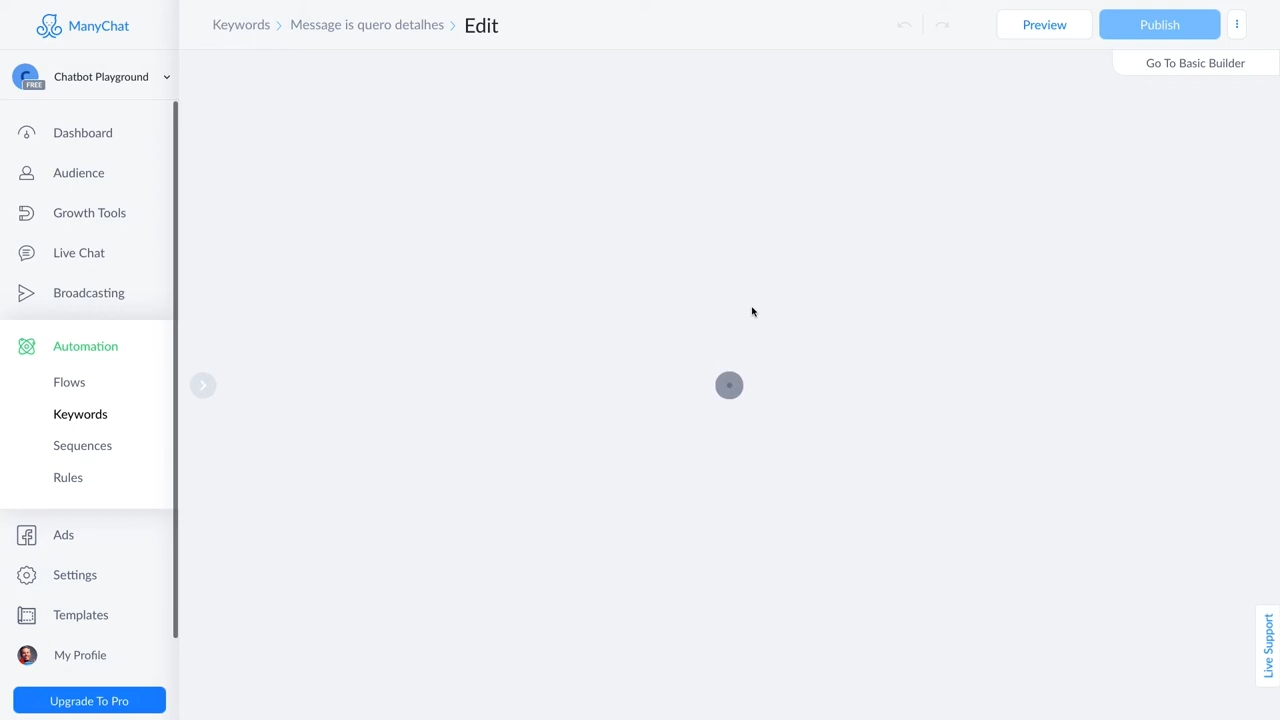 ManyChat
Keywords
Message is quero detalhes
Edit
Preview
Publish
Go To Basic Builder
C
FREE
Chatbot Playground
Dashboard
Audience
Growth Tools
Live Chat
Broadcasting
Automation
Flows
Keywords
Sequences
Rules
Ads
Settings
Templates
My Profile
Upgrade To Pro
Live Support